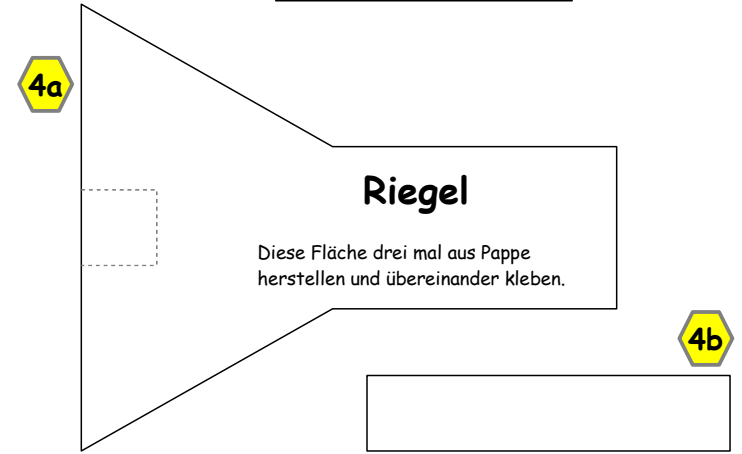 4a
Riegel
Diese Fläche drei mal aus Pappe
herstellen und übereinander kleben.
4b